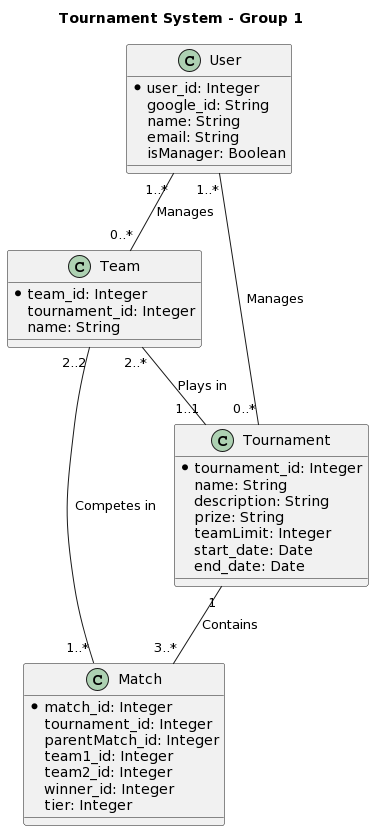 Tournament System - Group 1
C User
user_id: Integer
google_id: String
name: String
email: String
isManager: Boolean
1..* 1..*
Manages
0..*
C Team
team_id: Integer
tournament_id: Integer
name: String
Manages
2..2 2..*
Plays in
1..1 0..*
C Tournament
tournament_id: Integer
name: String
description: String
prize: String
teamLimit: Integer
start_date: Date
end_date: Date
Competes in
1
Contains
1..* 3..*
C Match
match_id: Integer
tournament_id: Integer
parentMatch_id: Integer
team1_id: Integer
team2_id: Integer
winner_id: Integer
tier: Integer